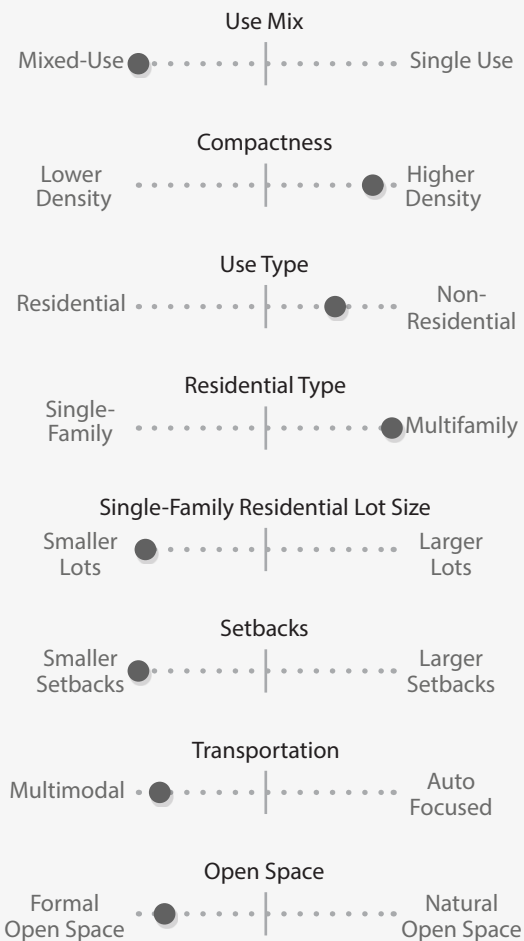 Use Mix
Mixed-Use
Single Use
Compactness
Lower
Density
Higher
Density
Use Type
Residential
Non-
Residential
Residential Type
Single-
Family
Multifamily
Single-Family Residential Lot Size
Smaller
Lots
Larger
Lots
Setbacks
Smaller
Setbacks
Larger
Setbacks
Transportation
Multimodal
Auto
Focused
Open Space
Formal
Open Space
Natural
Open Space